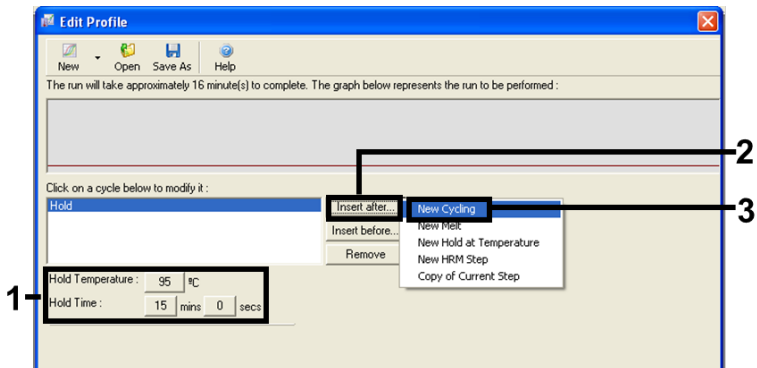 Edit Profile
New Open Save As Help
The run will take approximately 16 minute(s) to complete. The graph below represents the run to be performed :
2
Click on a cycle below to modify it :
Hold
Insert after...
New Cycling
3
Insert before...
New Melt
New Hold at Temperature
Remove
New HRM Step
Copy of Current Step
1
Hold Temperature : 95 ºC
Hold Time : 15 mins 0 secs